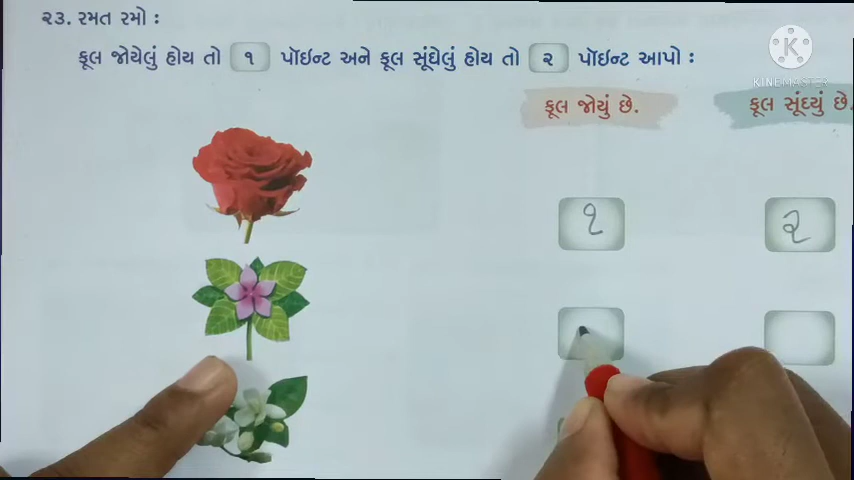 ૨૩. રમત રમો :
ફૂલ જોયેલું હોય તો ૧ પૉઇન્ટ અને ફૂલ સૂંઘેલું હોય તો ૨ પૉઇન્ટ આપો :
KINEMASTER
ફૂલ જોયું છે. ફૂલ સૂંઘ્યું છે.
૧ ૨